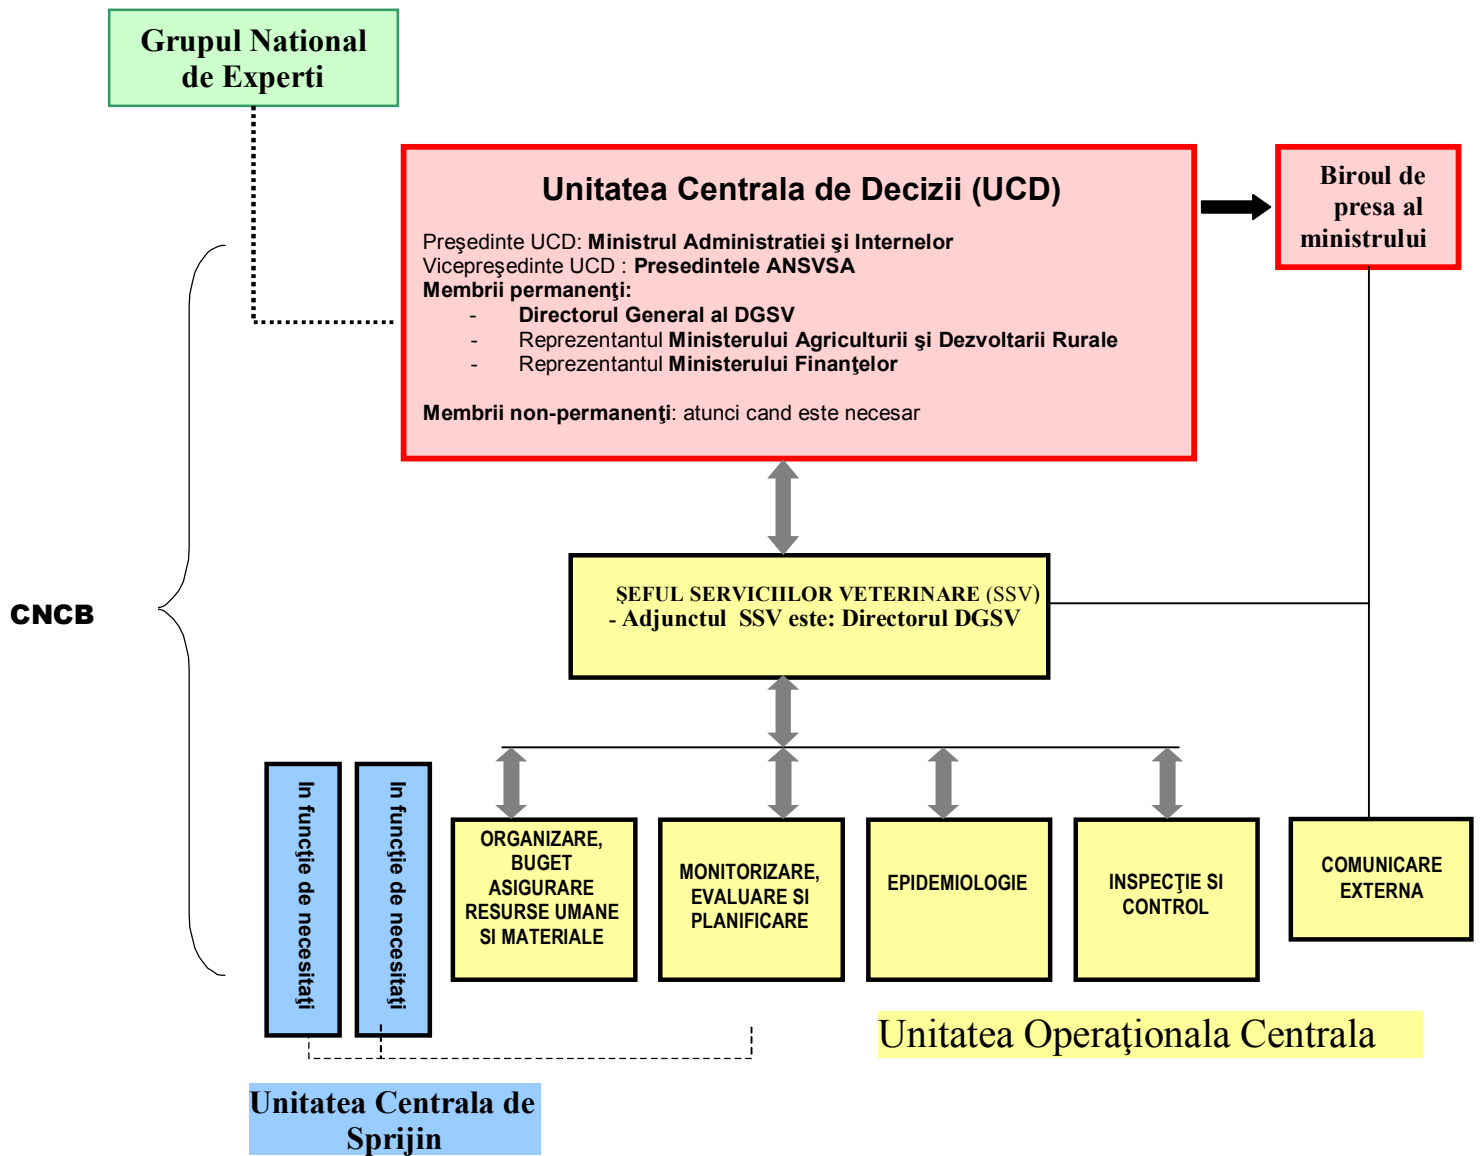 Grupul National
de Experti
Unitatea Centrala de Decizii (UCD)
Preşedinte UCD: Ministrul Administratiei şi Internelor
Vicepreşedinte UCD : Presedintele ANSVSA
Membrii permanenţi:
- Directorul General al DGSV
- Reprezentantul Ministerului Agriculturii şi Dezvoltarii Rurale
- Reprezentantul Ministerului Finanţelor
Membrii non-permanenţi: atunci cand este necesar
Biroul de
presa al
ministrului
CNCB
ŞEFUL SERVICIILOR VETERINARE (SSV)
- Adjunctul SSV este: Directorul DGSV
In funcţie de necesitaţi
In funcţie de necesitaţi
ORGANIZARE,
BUGET
ASIGURARE
RESURSE UMANE
SI MATERIALE
MONITORIZARE,
EVALUARE SI
PLANIFICARE
EPIDEMIOLOGIE
INSPECŢIE SI
CONTROL
COMUNICARE
EXTERNA
Unitatea Operaţionala Centrala
Unitatea Centrala de
Sprijin